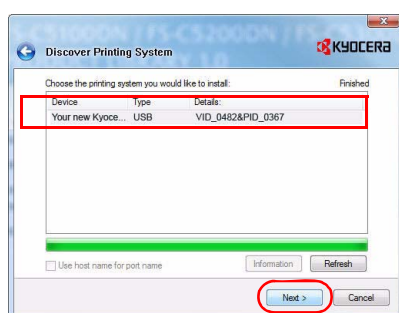 Discover Printing System
KYOCERA
Choose the printing system you would like to install:
Finished
Device Type Details:
Your new Kyoce... USB VID_0482&PID_0367
Use host name for port name
Information
Refresh
Next >
Cancel